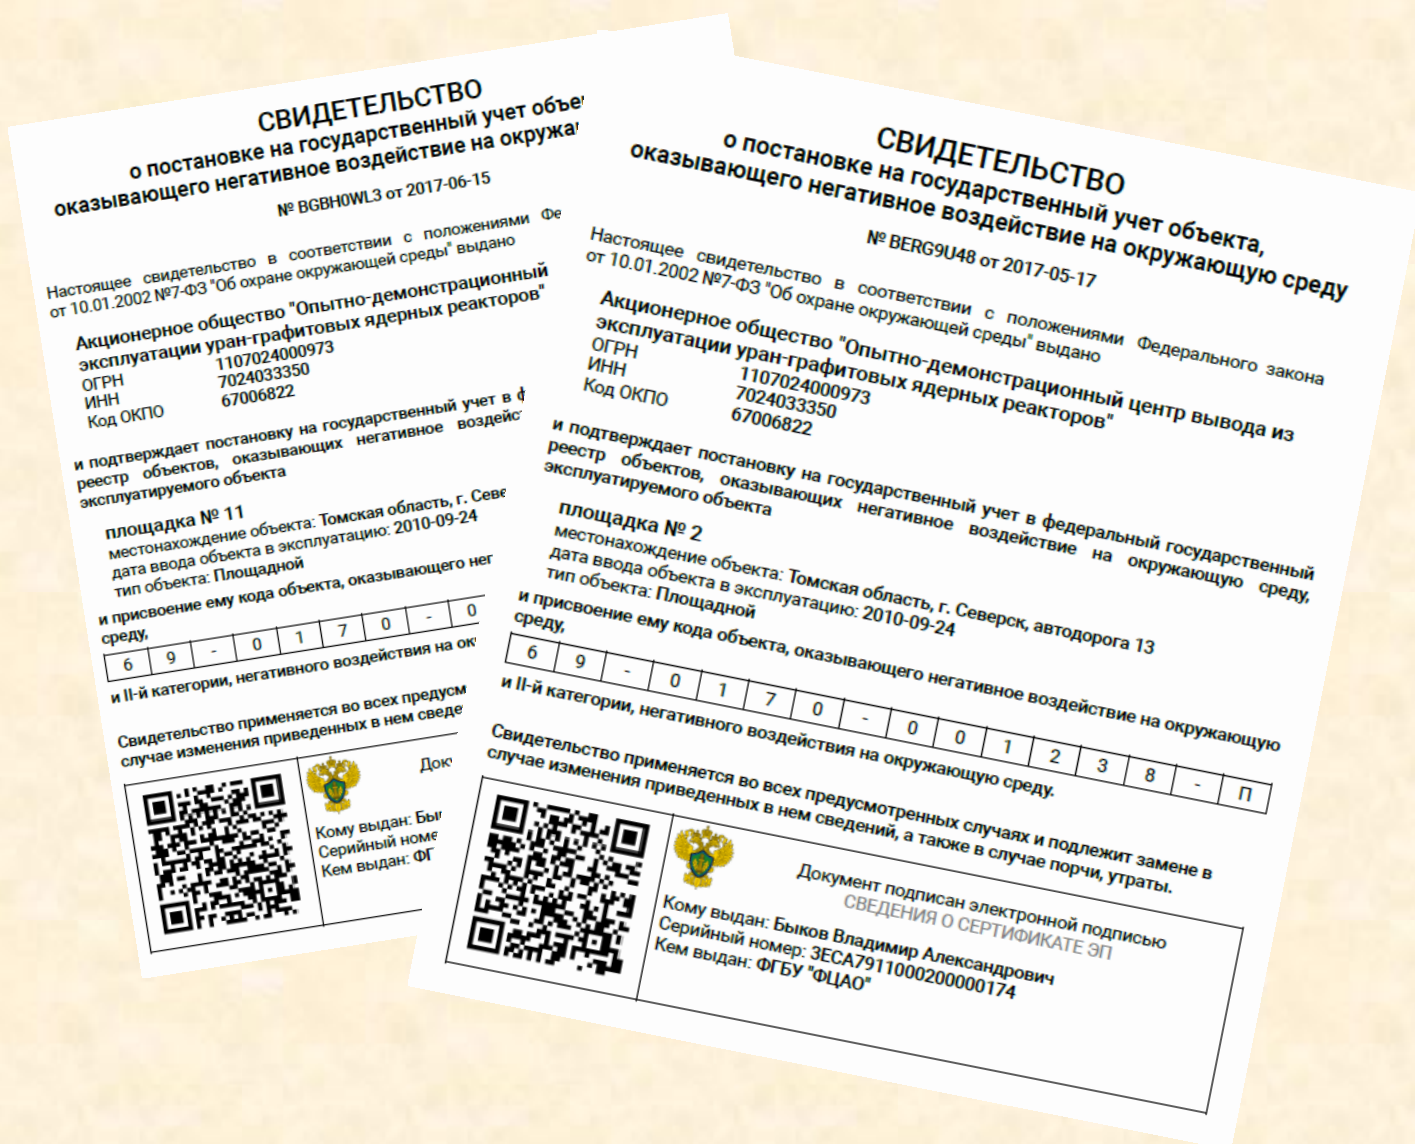 СВИДЕТЕЛЬСТВО
о постановке на государственный учет
оказывающего негативное воздействие на
№ BGBH0WL3 от 2017-06-15
Настоящее свидетельство в соответствии с положениями
от 10.01.2002 №7-ФЗ "Об охране окружающей среды" выдано
Акционерное общество "Опытно-демонстрационный
эксплуатации уран-графитовых ядерных реакторов"
ОГРН 1107024000973
ИНН 7024033350
Код ОКПО 67006822
и подтверждает постановку на государственный учет в
реестр объектов, оказывающих негативное
эксплуатируемого объекта
площадка № 11
местонахождение объекта: Томская область, г.
дата ввода объекта в эксплуатацию: 2010-09-24
тип объекта: Площадной
и присвоение ему кода объекта, оказывающего
среду,
6 9 - 0 1 7 0 - 0
и II-й категории, негативного воздействия на
Свидетельство применяется во всех
случае изменения приведенных в нем
Кому выдан:
Серийный
Кем выдан:
СВИДЕТЕЛЬСТВО
о постановке на государственный учет объекта,
оказывающего негативное воздействие на окружающую среду
№ BERG9U48 от 2017-05-17
Настоящее свидетельство в соответствии с положениями Федерального закона
от 10.01.2002 №7-ФЗ "Об охране окружающей среды" выдано
Акционерное общество "Опытно-демонстрационный центр вывода из
эксплуатации уран-графитовых ядерных реакторов"
ОГРН 1107024000973
ИНН 7024033350
Код ОКПО 67006822
и подтверждает постановку на государственный учет в федеральный государственный
реестр объектов, оказывающих негативное воздействие на окружающую среду,
эксплуатируемого объекта
площадка № 2
местонахождение объекта: Томская область, г. Северск, автодорога 13
дата ввода объекта в эксплуатацию: 2010-09-24
тип объекта: Площадной
и присвоение ему кода объекта, оказывающего негативное воздействие на окружающую
среду,
6 9 - 0 1 7 0 - 0 0 1 2 3 8 - П
и II-й категории, негативного воздействия на окружающую среду.
Свидетельство применяется во всех предусмотренных случаях и подлежит замене в
случае изменения приведенных в нем сведений, а также в случае порчи, утраты.
Документ подписан электронной подписью
СВЕДЕНИЯ О СЕРТИФИКАТЕ ЭП
Кому выдан: Быков Владимир Александрович
Серийный номер: 3ECA7911000200000174
Кем выдан: ФГБУ "ФЦАО"